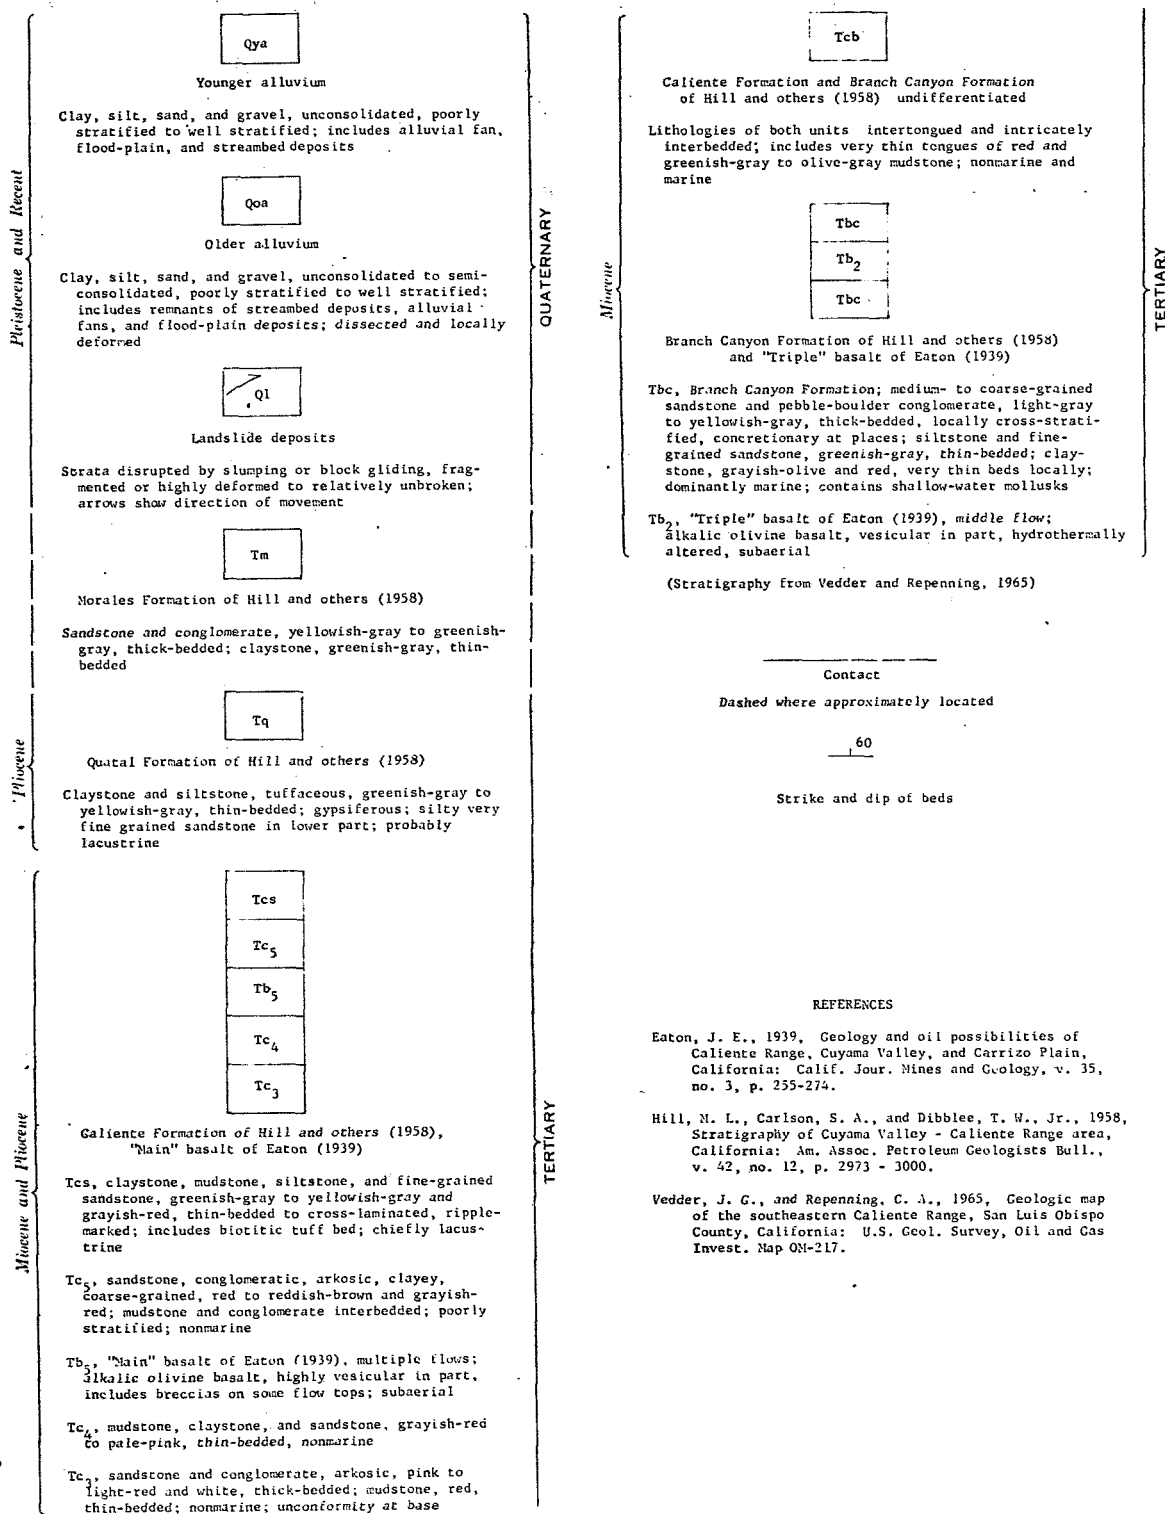 Qya
Younger alluvium
Clay, silt, sand, and gravel, unconsolidated, poorly
stratified to well stratified; includes alluvial fan,
flood-plain, and streambed deposits
Qoa
Older alluvium
Clay, silt, sand, and gravel, unconsolidated to semi-
consolidated, poorly stratified to well stratified;
includes remnants of streambed deposits, alluvial
fans, and flood-plain deposits; dissected and locally
deformed
Ql
Landslide deposits
Strata disrupted by slumping or block gliding, frag-
mented or highly deformed to relatively unbroken;
arrows show direction of movement
Tm
Morales Formation of Hill and others (1958)
Sandstone and conglomerate, yellowish-gray to greenish-
gray, thick-bedded; claystone, greenish-gray, thin-
bedded
Pleistocene and Recent
QUATERNARY
Tq
Quatal Formation of Hill and others (1958)
Claystone and siltstone, tuffaceous, greenish-gray to
yellowish-gray, thin-bedded; gypsiferous; silty very
fine grained sandstone in lower part; probably
lacustrine
Pliocene
Tcs
Tc5
Tb5
Tc4
Tc3
Caliente Formation of Hill and others (1958),
"Main" basalt of Eaton (1939)
Tcs, claystone, mudstone, siltstone, and fine-grained
sandstone, greenish-gray to yellowish-gray and
grayish-red, thin-bedded to cross-laminated, ripple-
marked; includes biotitic tuff bed; chiefly lacus-
trine
Tc5, sandstone, conglomeratic, arkosic, clayey,
coarse-grained, red to reddish-brown and grayish-
red; mudstone and conglomerate interbedded; poorly
stratified; nonmarine
Tb5, "Main" basalt of Eaton (1939), multiple flows;
alkalic olivine basalt, highly vesicular in part,
includes breccias on some flow tops; subaerial
Tc4, mudstone, claystone, and sandstone, grayish-red
to pale-pink, thin-bedded, nonmarine
Tc3, sandstone and conglomerate, arkosic, pink to
light-red and white, thick-bedded; mudstone, red,
thin-bedded; nonmarine; unconformity at base
Miocene and Pliocene
TERTIARY
Tcb
Caliente Formation and Branch Canyon Formation
of Hill and others (1958) undifferentiated
Lithologies of both units intertongued and intricately
interbedded; includes very thin tongues of red and
greenish-gray to olive-gray mudstone; nonmarine and
marine
Tbc
Tb2
Tbc
Branch Canyon Formation of Hill and others (1958)
and "Triple" basalt of Eaton (1939)
Tbc, Branch Canyon Formation; medium- to coarse-grained
sandstone and pebble-boulder conglomerate, light-gray
to yellowish-gray, thick-bedded, locally cross-strati-
fied, concretionary at places; siltstone and fine-
grained sandstone, greenish-gray, thin-bedded; clay-
stone, grayish-olive and red, very thin beds locally;
dominantly marine; contains shallow-water mollusks
Tb2, "Triple" basalt of Eaton (1939), middle flow;
alkalic olivine basalt, vesicular in part, hydrothermally
altered, subaerial
Miocene
TERTIARY
(Stratigraphy from Vedder and Repenning, 1965)
Contact
Dashed where approximately located
60
Strike and dip of beds
REFERENCES
Eaton, J. E., 1939, Geology and oil possibilities of
Caliente Range, Cuyama Valley, and Carrizo Plain,
California: Calif. Jour. Mines and Geology, v. 35,
no. 3, p. 255-274.
Hill, M. L., Carlson, S. A., and Dibblee, T. W., Jr., 1958,
Stratigraphy of Cuyama Valley - Caliente Range area,
California: Am. Assoc. Petroleum Geologists Bull.,
v. 42, no. 12, p. 2973 - 3000.
Vedder, J. G., and Repenning, C. A., 1965, Geologic map
of the southeastern Caliente Range, San Luis Obispo
County, California: U.S. Geol. Survey, Oil and Gas
Invest. Map OM-217.